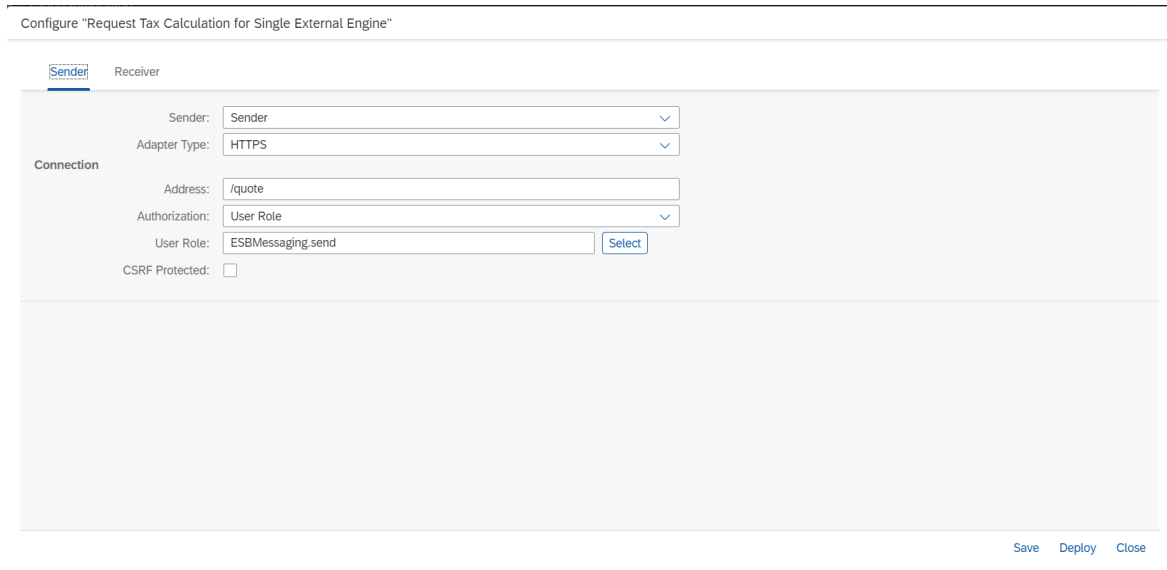 Configure "Request Tax Calculation for Single External Engine"
Sender Receiver
Sender: Sender
Adapter Type: HTTPS
Connection
Address: /quote
Authorization: User Role
User Role: ESBMessaging.send Select
CSRF Protected:
Save Deploy Close